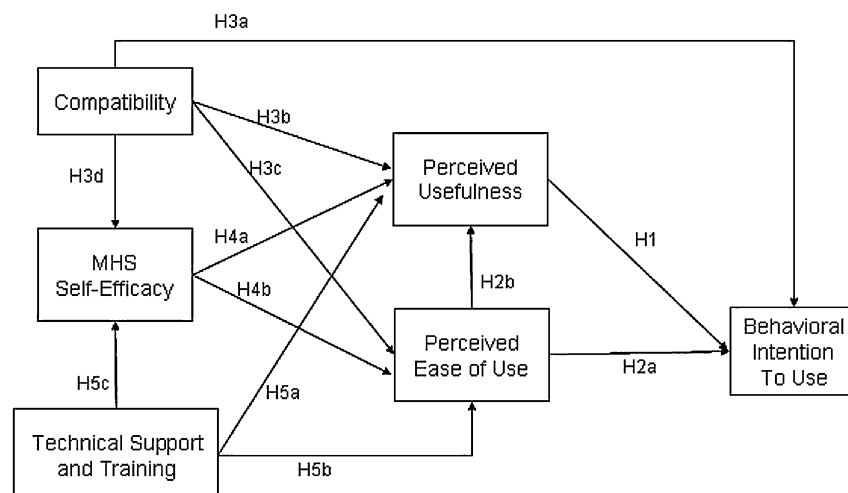 H3a
Compatibility
H3b
H3c
H3d
Perceived
Usefulness
H4a
H1
MHS
Self-Efficacy
H4b
H2b
Perceived
Ease of Use
Behavioral
Intention
To Use
H2a
H5c
H5a
Technical Support
and Training
H5b